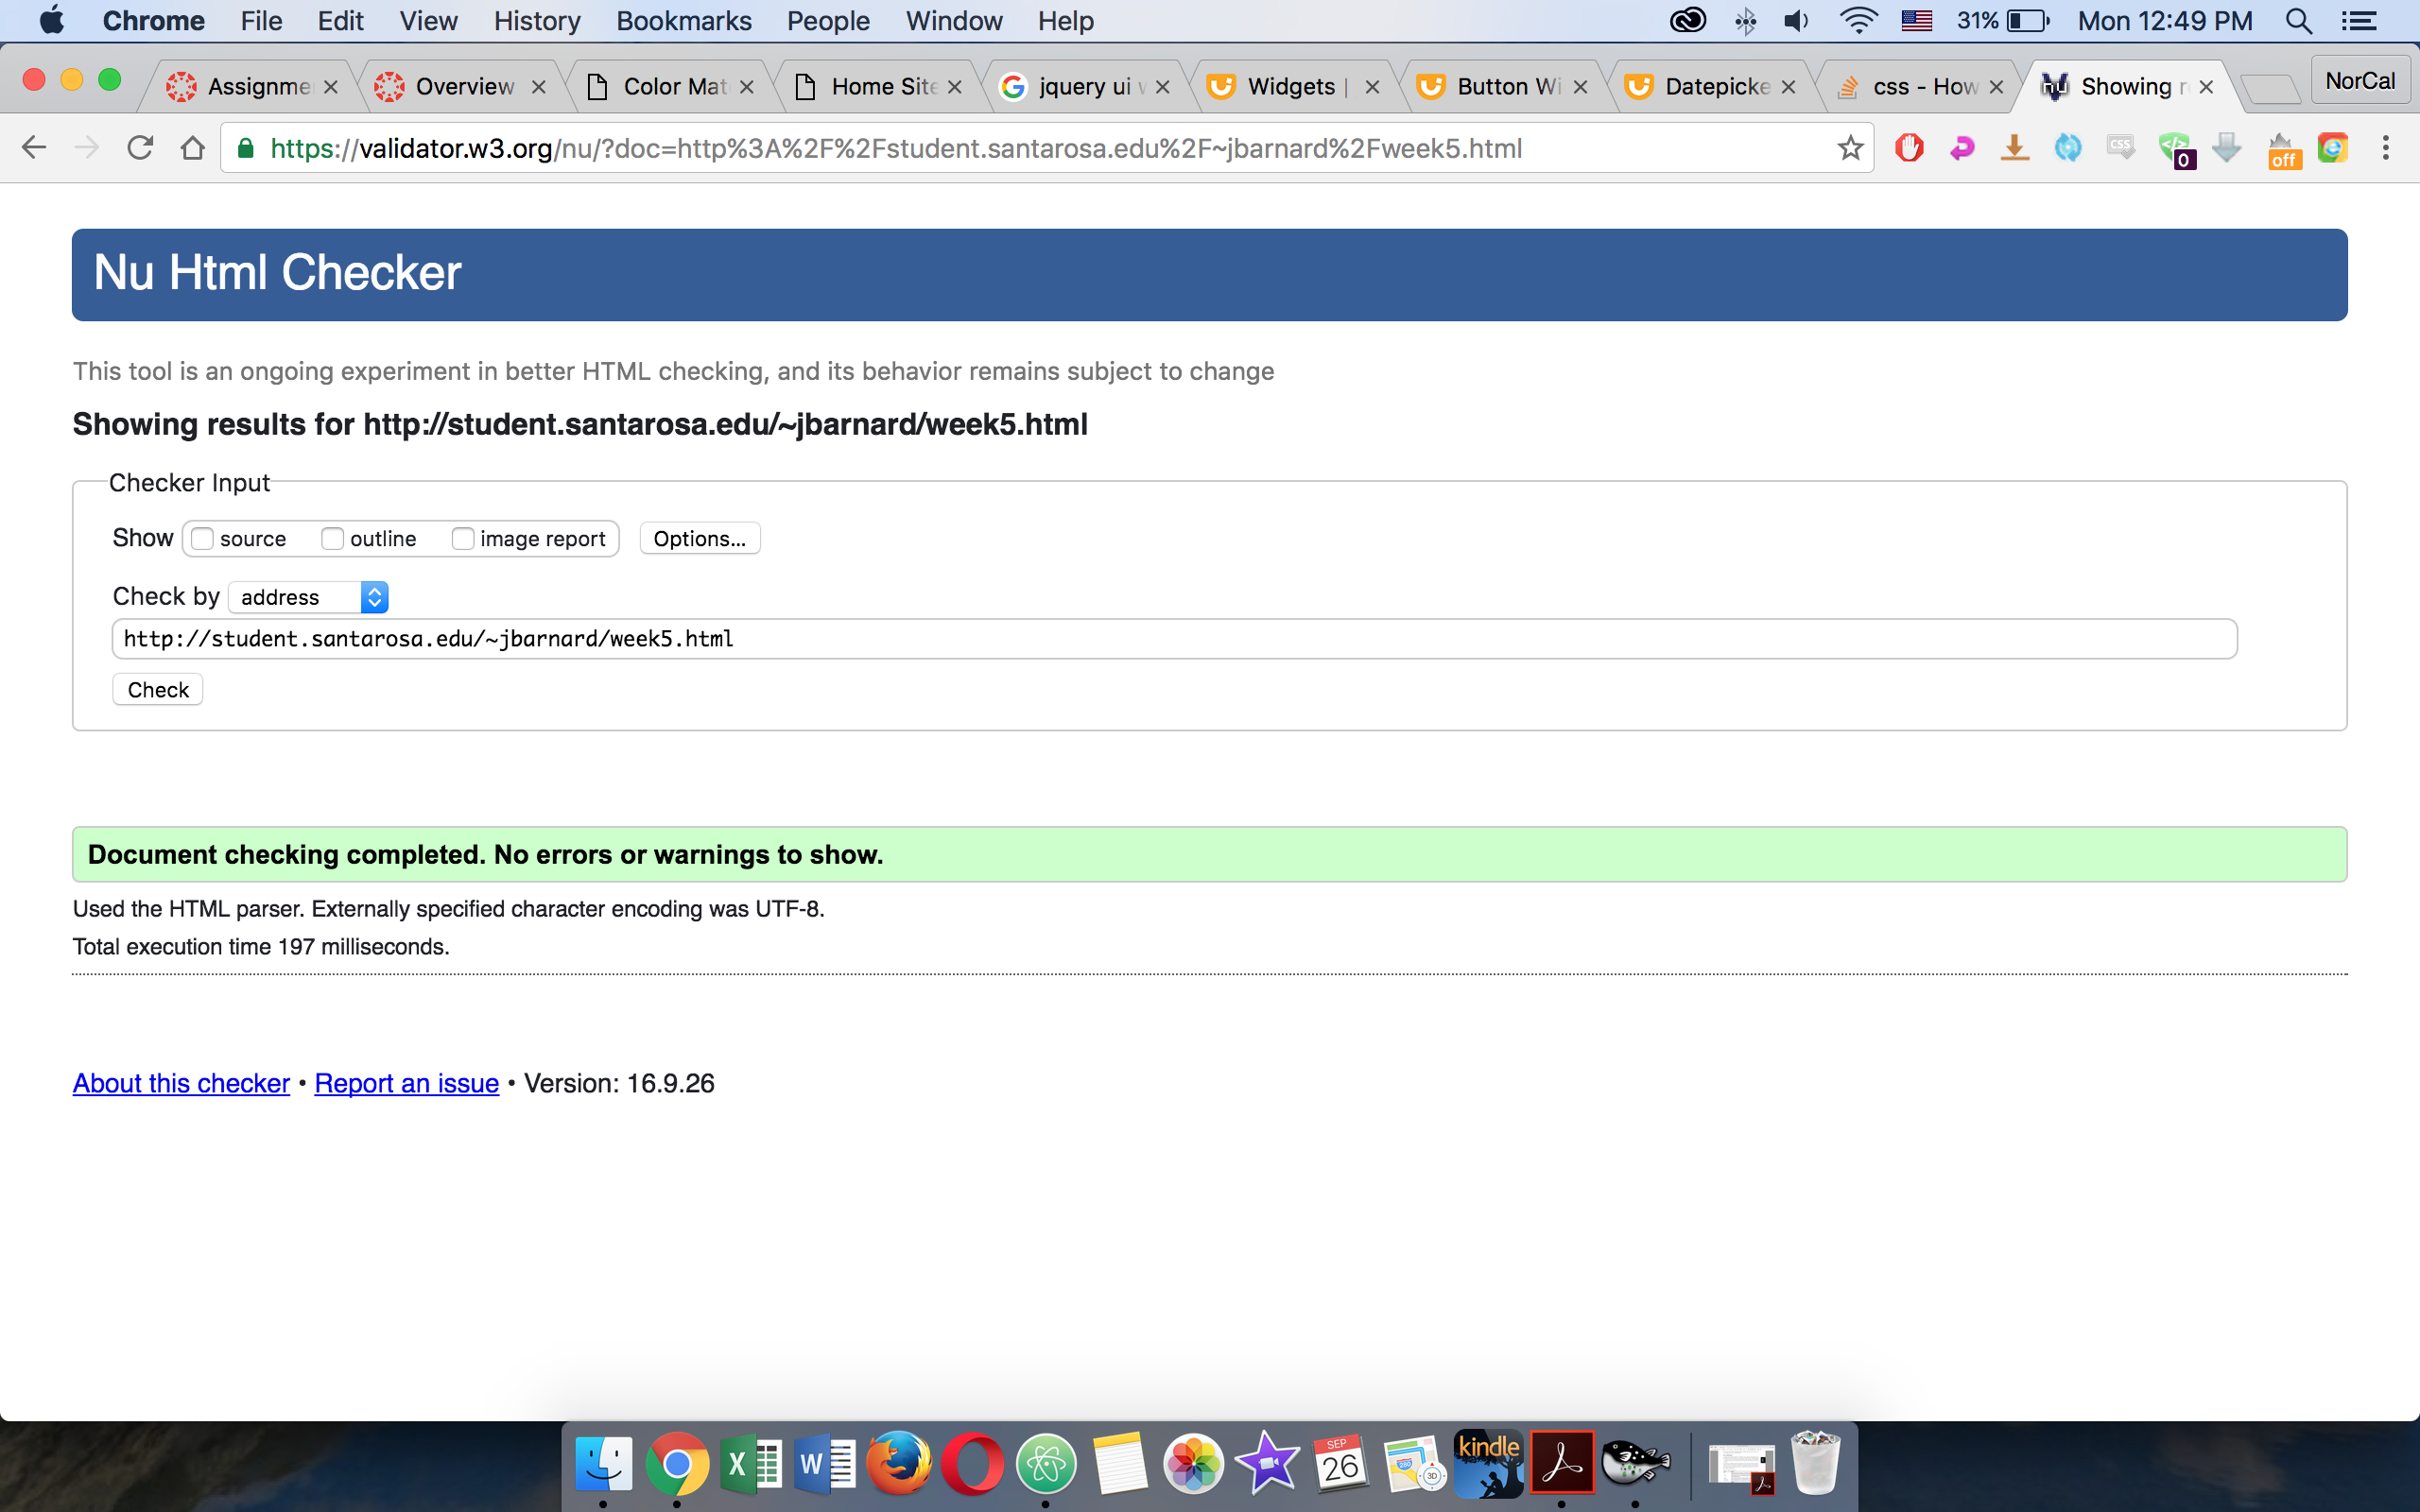 Chrome File Edit View History Bookmarks People Window Help 31% Mon 12:49 PM
Assignme Overview Color Mat Home Site jquery ui Widgets | Button Wi Datepicke css - How Showing r NorCal
https://validator.w3.org/nu/?doc=http%3A%2F%2Fstudent.santarosa.edu%2F~jbarnard%2Fweek5.html
CSS 0 off
Nu Html Checker
This tool is an ongoing experiment in better HTML checking, and its behavior remains subject to change
Showing results for http://student.santarosa.edu/~jbarnard/week5.html
Checker Input
Show source outline image report Options...
Check by address
http://student.santarosa.edu/~jbarnard/week5.html
Check
Document checking completed. No errors or warnings to show.
Used the HTML parser. Externally specified character encoding was UTF-8.
Total execution time 197 milliseconds.
About this checker • Report an issue • Version: 16.9.26
SEP
26
280
3D
kindle